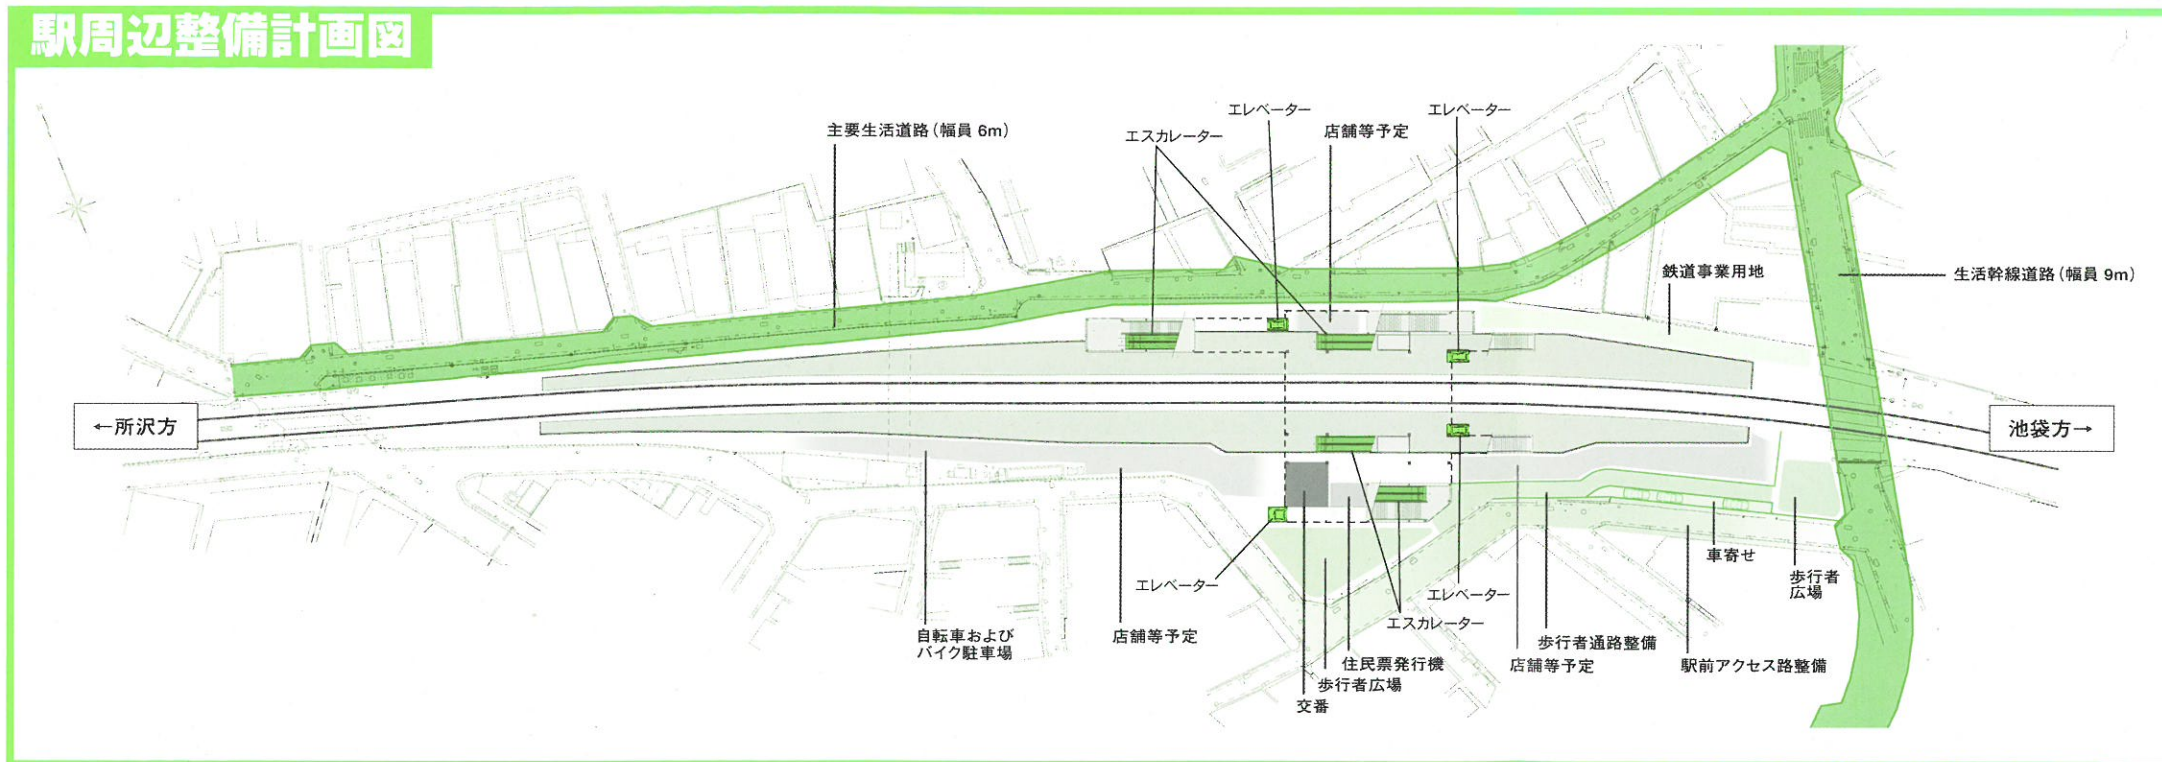 駅周辺整備計画図
エレベーター
エレベーター
主要生活道路(幅員 6m)
エスカレーター
店舗等予定
鉄道事業用地
生活幹線道路(幅員 9m)
←所沢方
池袋方→
車寄せ
エレベーター
エレベーター
歩行者
広場
エスカレーター
自転車および
バイク駐車場
店舗等予定
歩行者通路整備
住民票発行機
店舗等予定
駅前アクセス路整備
歩行者広場
交番